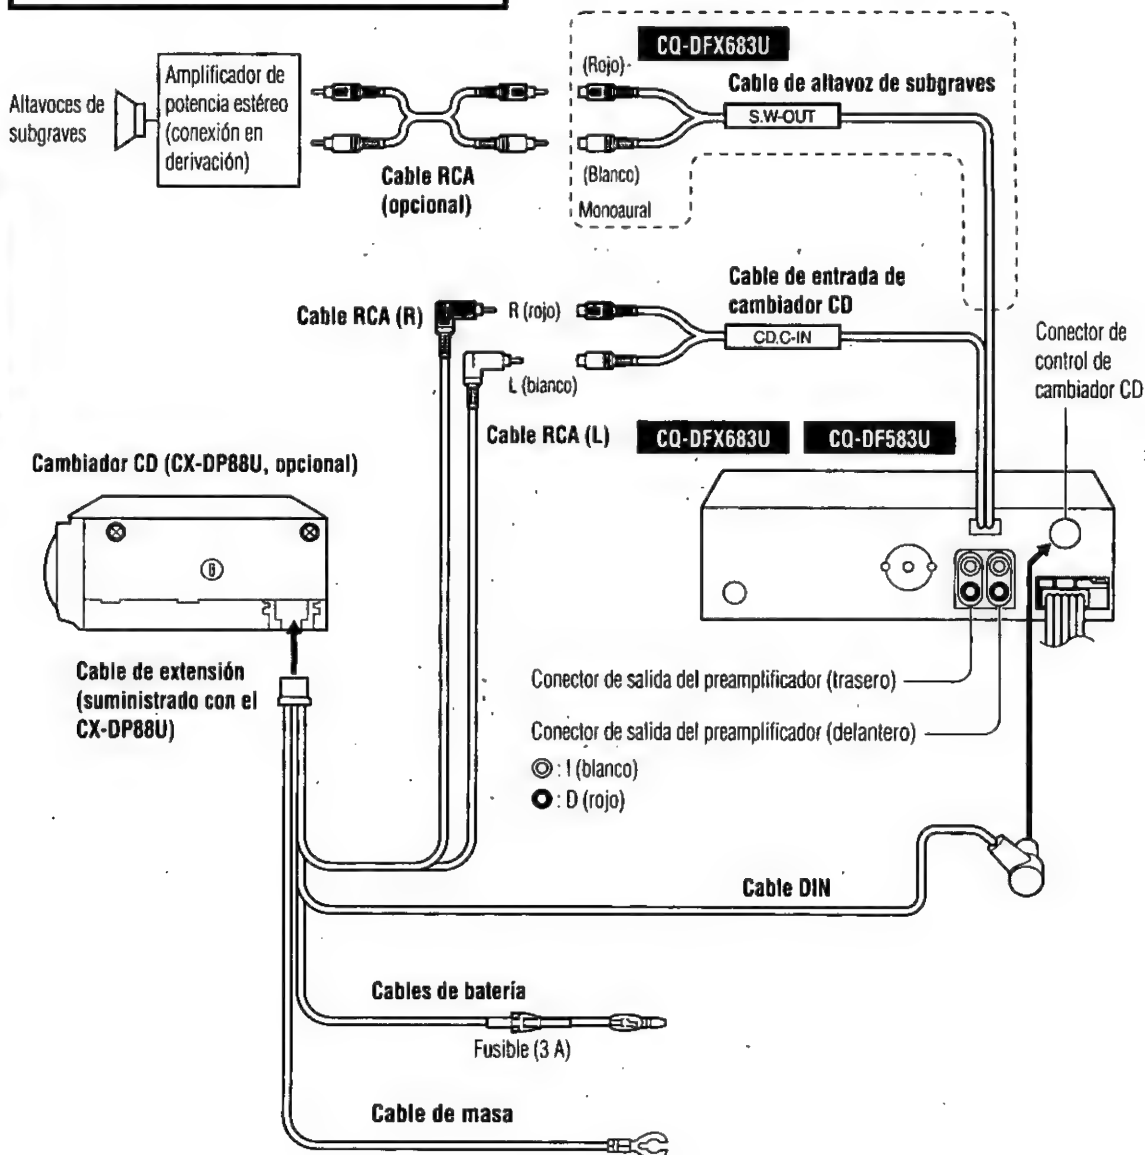 CQ-DFX683U
(Rojo)
Cable de altavoz de subgraves
S.W-OUT
(Blanco)
Monoaural
Altavoces de
subgraves
Amplificador de
potencia estéreo
(conexión en
derivación)
Cable RCA
(opcional)
Cable de entrada de
cambiador CD
CD.C-IN
Cable RCA (R)
R (rojo)
L (blanco)
Cable RCA (L)
CQ-DFX683U
CQ-DF583U
Conector de
control de
cambiador CD
Cambiador CD (CX-DP88U, opcional)
Cable de extensión
(suministrado con el
CX-DP88U)
Conector de salida del preamplificador (trasero)
Conector de salida del preamplificador (delantero)
: I (blanco)
: D (rojo)
Cable DIN
Cables de batería
Fusible (3 A)
Cable de masa